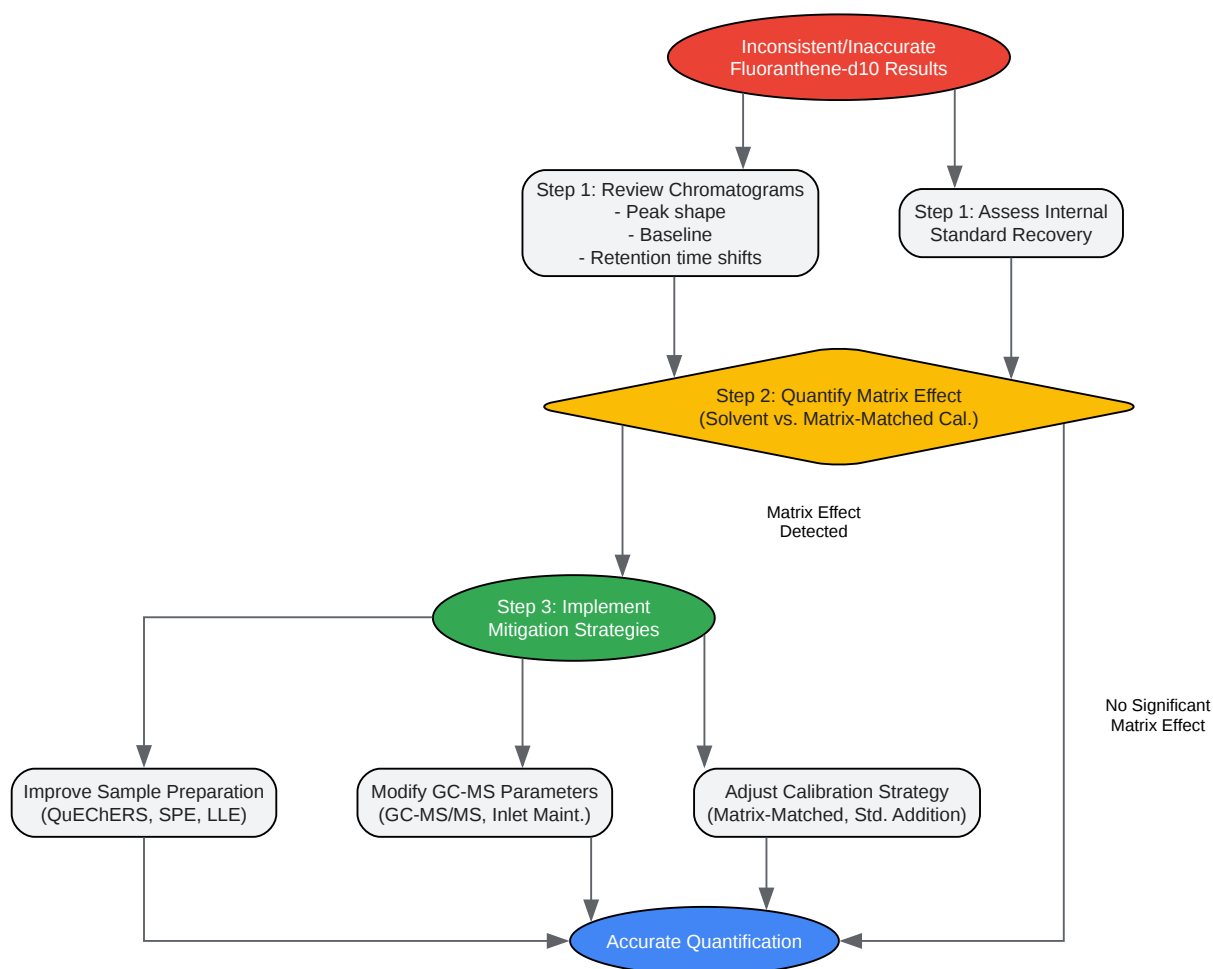 Inconsistent/Inaccurate
Fluoranthene-d10 Results
Step 1: Review Chromatograms
- Peak shape
- Baseline
- Retention time shifts
Step 1: Assess Internal
Standard Recovery
Step 2: Quantify Matrix Effect
(Solvent vs. Matrix-Matched Cal.)
Matrix Effect
Detected
Step 3: Implement
Mitigation Strategies
No Significant
Matrix Effect
Improve Sample Preparation
(QuEChERS, SPE, LLE)
Modify GC-MS Parameters
(GC-MS/MS, Inlet Maint.)
Adjust Calibration Strategy
(Matrix-Matched, Std. Addition)
Accurate Quantification